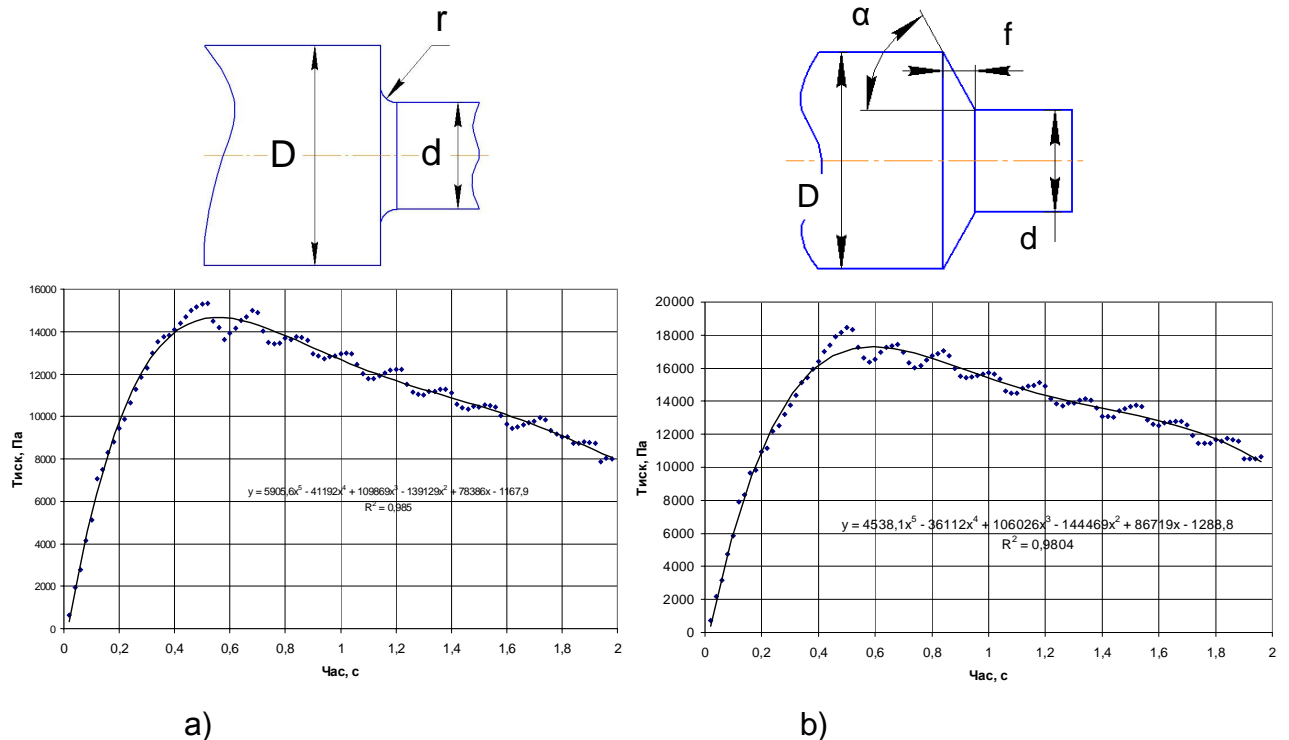 r
D
d
α
f
D
d
16000
14000
12000
10000
8000
6000
4000
2000
0
Тиск, Па
y = 5905,6x⁵ - 41192x⁴ + 109869x³ - 139129x² + 78386x - 1167,9
R² = 0,985
0 0,2 0,4 0,6 0,8 1 1,2 1,4 1,6 1,8 2
Час, с
20000
18000
16000
14000
12000
10000
8000
6000
4000
2000
0
Тиск, Па
y = 4538,1x⁵ - 36112x⁴ + 106026x³ - 144469x² + 86719x - 1288,8
R² = 0,9804
0 0,2 0,4 0,6 0,8 1 1,2 1,4 1,6 1,8 2
Час, с
a) b)